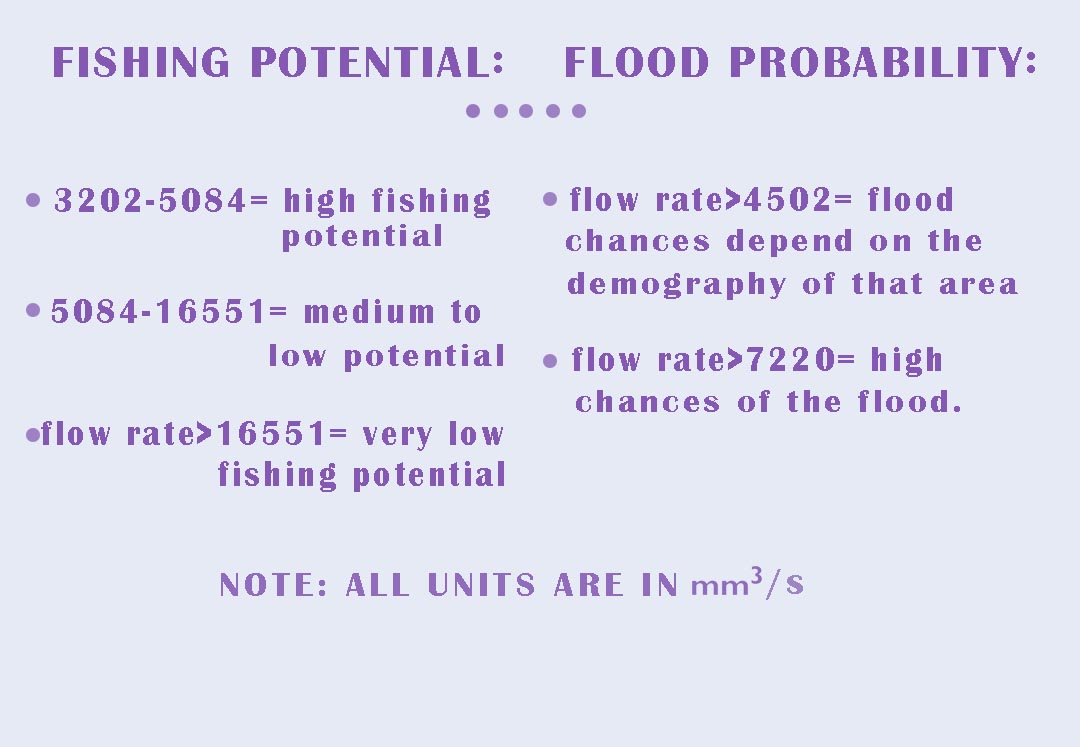 FISHING POTENTIAL:
3202-5084= high fishing
potential
5084-16551= medium to
low potential
flow rate>16551= very low
fishing potential
FLOOD PROBABILITY:
flow rate>4502= flood
chances depend on the
demography of that area
flow rate>7220= high
chances of the flood.
NOTE: ALL UNITS ARE IN mm³/s